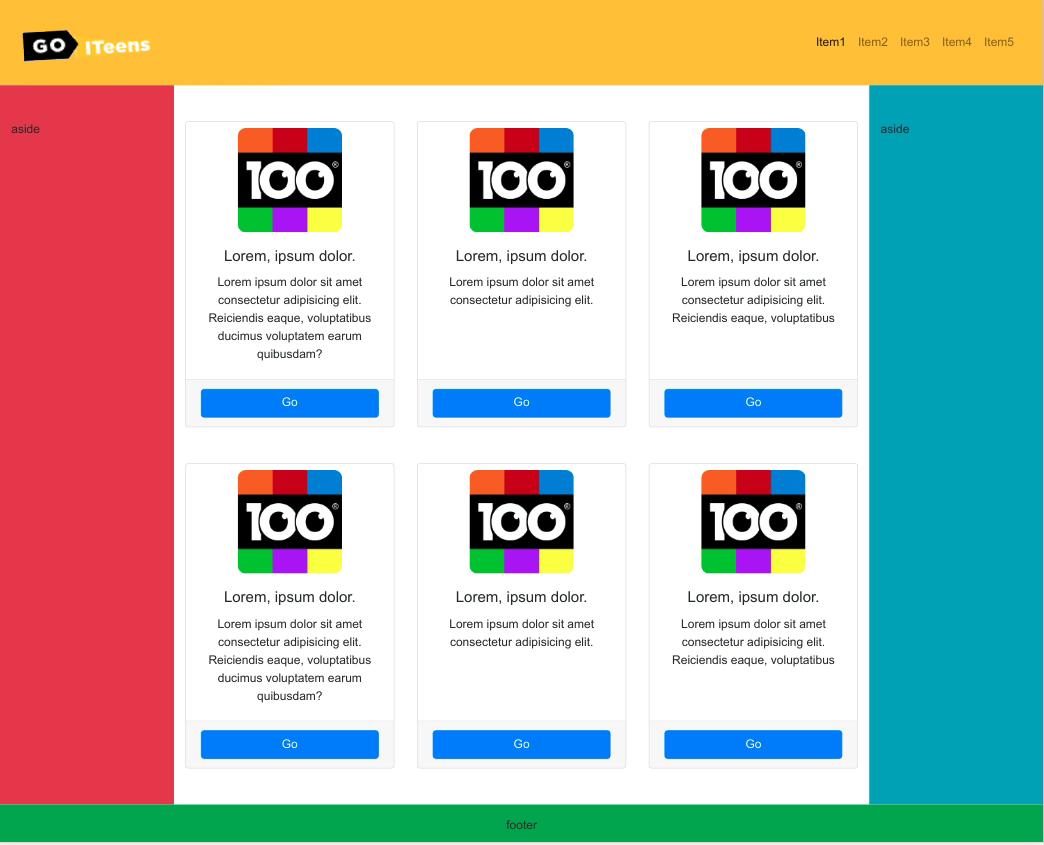 GO ITeens
Item1 Item2 Item3 Item4 Item5
aside
100®
Lorem, ipsum dolor.
Lorem ipsum dolor sit amet
consectetur adipisicing elit.
Reiciendis eaque, voluptatibus
ducimus voluptatem earum
quibusdam?
Go
100®
Lorem, ipsum dolor.
Lorem ipsum dolor sit amet
consectetur adipisicing elit.
Go
100®
Lorem, ipsum dolor.
Lorem ipsum dolor sit amet
consectetur adipisicing elit.
Reiciendis eaque, voluptatibus
Go
100®
Lorem, ipsum dolor.
Lorem ipsum dolor sit amet
consectetur adipisicing elit.
Reiciendis eaque, voluptatibus
ducimus voluptatem earum
quibusdam?
Go
100®
Lorem, ipsum dolor.
Lorem ipsum dolor sit amet
consectetur adipisicing elit.
Go
100®
Lorem, ipsum dolor.
Lorem ipsum dolor sit amet
consectetur adipisicing elit.
Reiciendis eaque, voluptatibus
Go
aside
footer